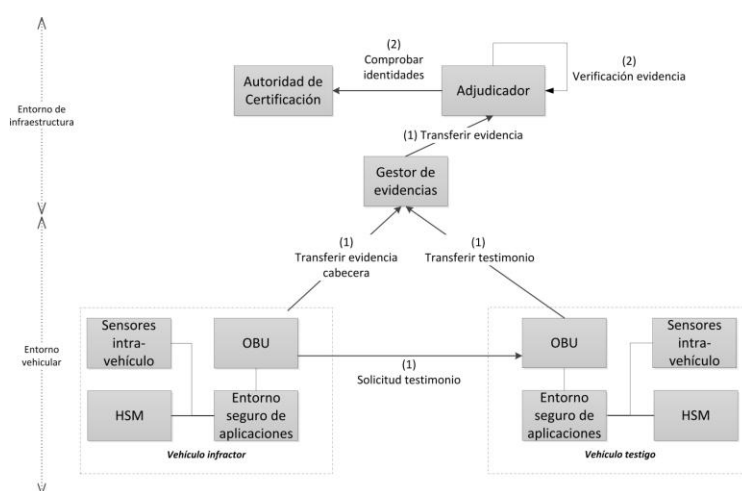 (2)
Comprobar
identidades
(2)
Verificación evidencia
Autoridad de
Certificación
Adjudicador
Entorno de
infraestructura
(1) Transferir evidencia
Gestor de
evidencias
(1)
Transferir evidencia
cabecera
(1)
Transferir testimonio
Entorno
vehicular
Sensores
intra-
vehículo
OBU
HSM
Entorno
seguro de
aplicaciones
Vehículo infractor
(1)
Solicitud testimonio
OBU
Sensores
intra-
vehículo
Entorno
seguro de
aplicaciones
HSM
Vehículo testigo